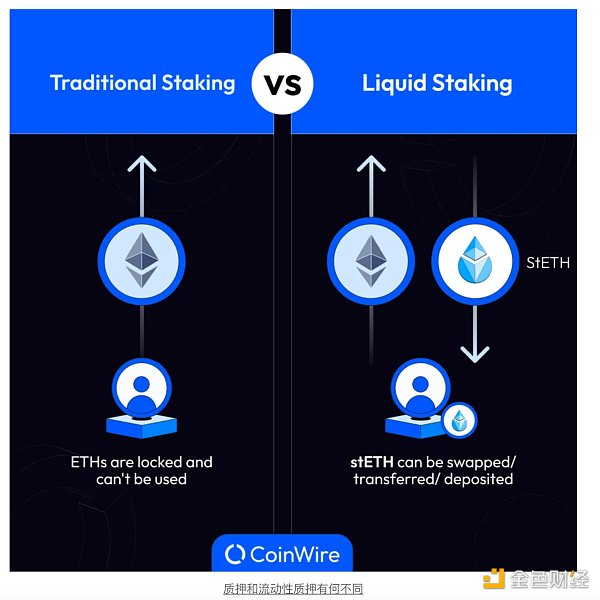 Traditional Staking
VS
Liquid Staking
StETH
ETHs are locked and
can't be used
stETH can be swapped/
transferred/ deposited
CoinWire
质押和流动性质押有何不同
金色财经